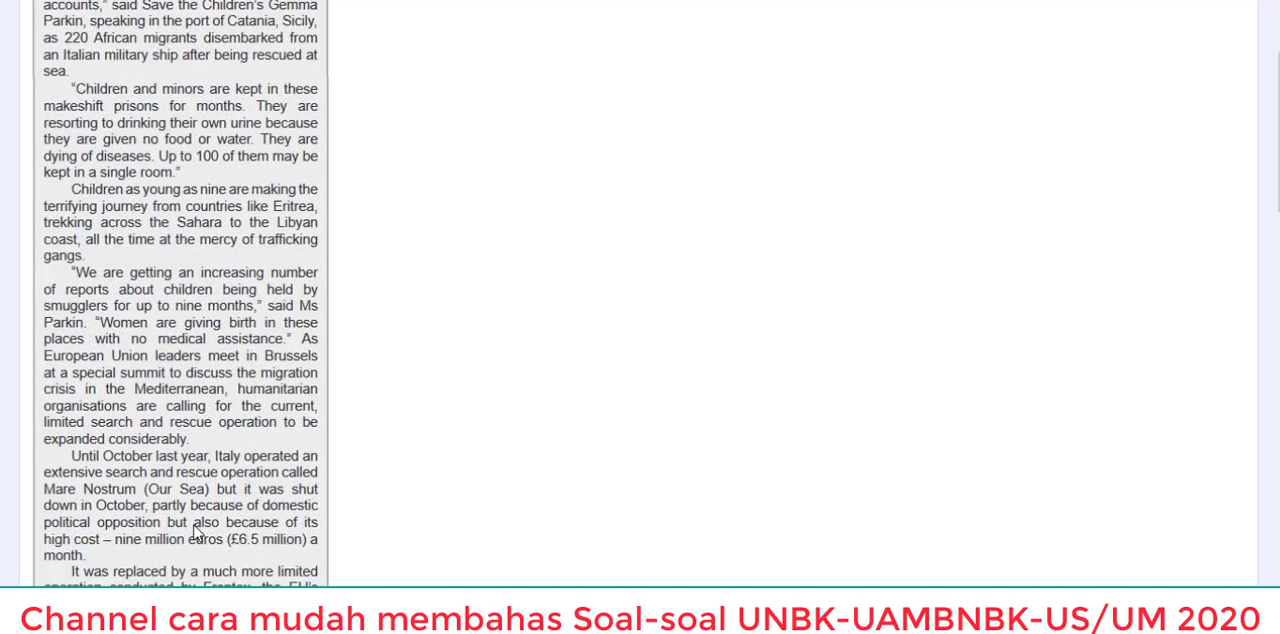 accounts,” said Save the Children's Gemma
Parkin, speaking in the port of Catania, Sicily,
as 220 African migrants disembarked from
an Italian military ship after being rescued at
sea.
“Children and minors are kept in these
makeshift prisons for months. They are
resorting to drinking their own urine because
they are given no food or water. They are
dying of diseases. Up to 100 of them may be
kept in a single room.”
Children as young as nine are making the
terrifying journey from countries like Eritrea,
trekking across the Sahara to the Libyan
coast, all the time at the mercy of trafficking
gangs.
“We are getting an increasing number
of reports about children being held by
smugglers for up to nine months,” said Ms
Parkin. “Women are giving birth in these
places with no medical assistance.” As
European Union leaders meet in Brussels
at a special summit to discuss the migration
crisis in the Mediterranean, humanitarian
organisations are calling for the current,
limited search and rescue operation to be
expanded considerably.
Until October last year, Italy operated an
extensive search and rescue operation called
Mare Nostrum (Our Sea) but it was shut
down in October, partly because of domestic
political opposition but also because of its
high cost – nine million euros (£6.5 million) a
month.
It was replaced by a much more limited
operation conducted by Frontex, the EU's
Channel cara mudah membahas Soal-soal UNBK-UAMBNBK-US/UM 2020